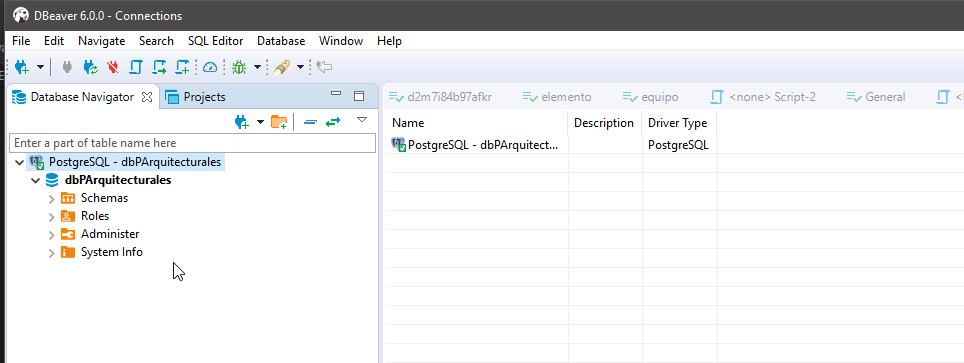 DBeaver 6.0.0 - Connections
File Edit Navigate Search SQL Editor Database Window Help
Database Navigator Projects
d2m7i84b97afkr elemento equipo <none> Script-2 General
Enter a part of table name here
Name Description Driver Type
PostgreSQL - dbPArquitect... PostgreSQL
PostgreSQL - dbPArquitecturales
dbPArquitecturales
Schemas
Roles
Administer
System Info